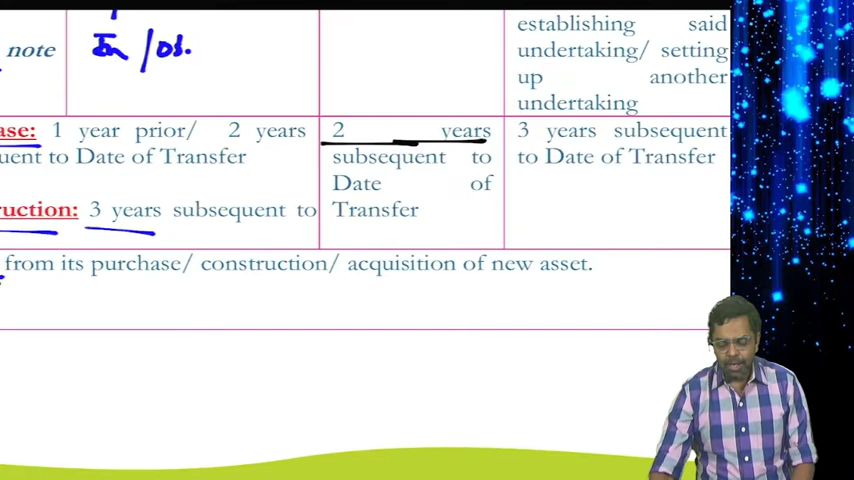 establishing said
note
undertaking/ setting
up another
undertaking
ase: 1 year prior/ 2 years
uent to Date of Transfer
ruction: 3 years subsequent to
2 years
subsequent to
Date of
Transfer
3 years subsequent
to Date of Transfer
from its purchase/ construction/ acquisition of new asset.